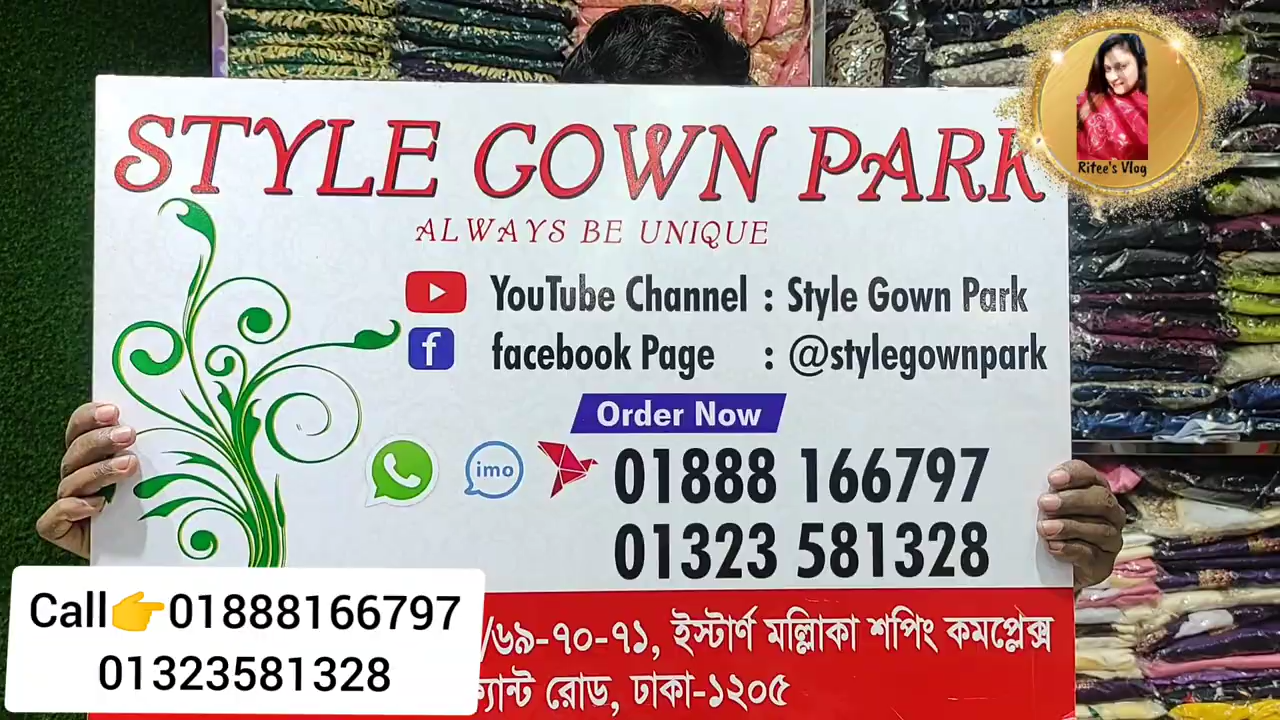 STYLE GOWN PARK
Ritee's Vlog
ALWAYS BE UNIQUE
YouTube Channel : Style Gown Park
facebook Page : @stylegownpark
Order Now
imo
01888 166797
01323 581328
Call👉01888166797
01323581328
/৬৯-৭০-৭১, ইস্টার্ণ মল্লিকা শপিং কমপ্লেক্স
রোড, ঢাকা-১২০৫